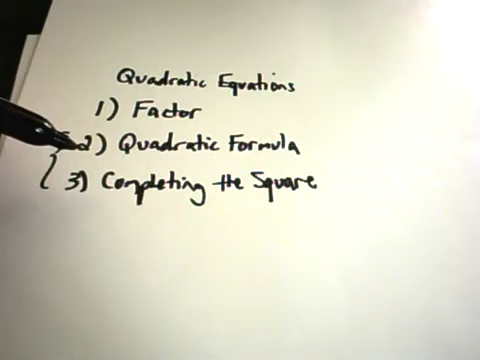 Quadratic Equations
1) Factor
2) Quadratic Formula
3) Completing the Square